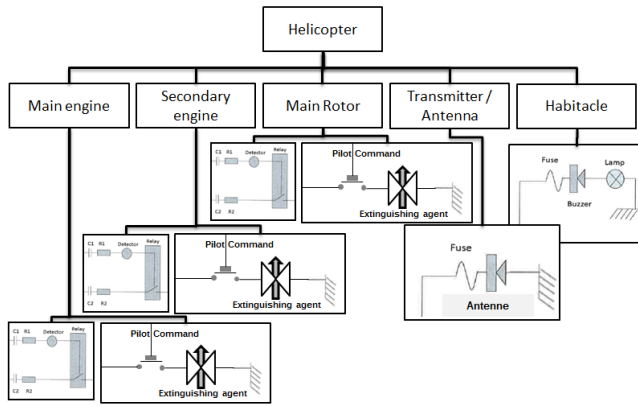 Helicopter
Main engine
Secondary
engine
Main Rotor
Transmitter /
Antenna
Habitacle
C1 R1 Detector Relay
C2 R2
Pilot Command
Extinguishing agent
Fuse
Lamp
Buzzer
C1 R1 Detector Relay
C2 R2
Pilot Command
Extinguishing agent
Fuse
Antenne
C1 R1 Detector Relay
C2 R2
Pilot Command
Extinguishing agent